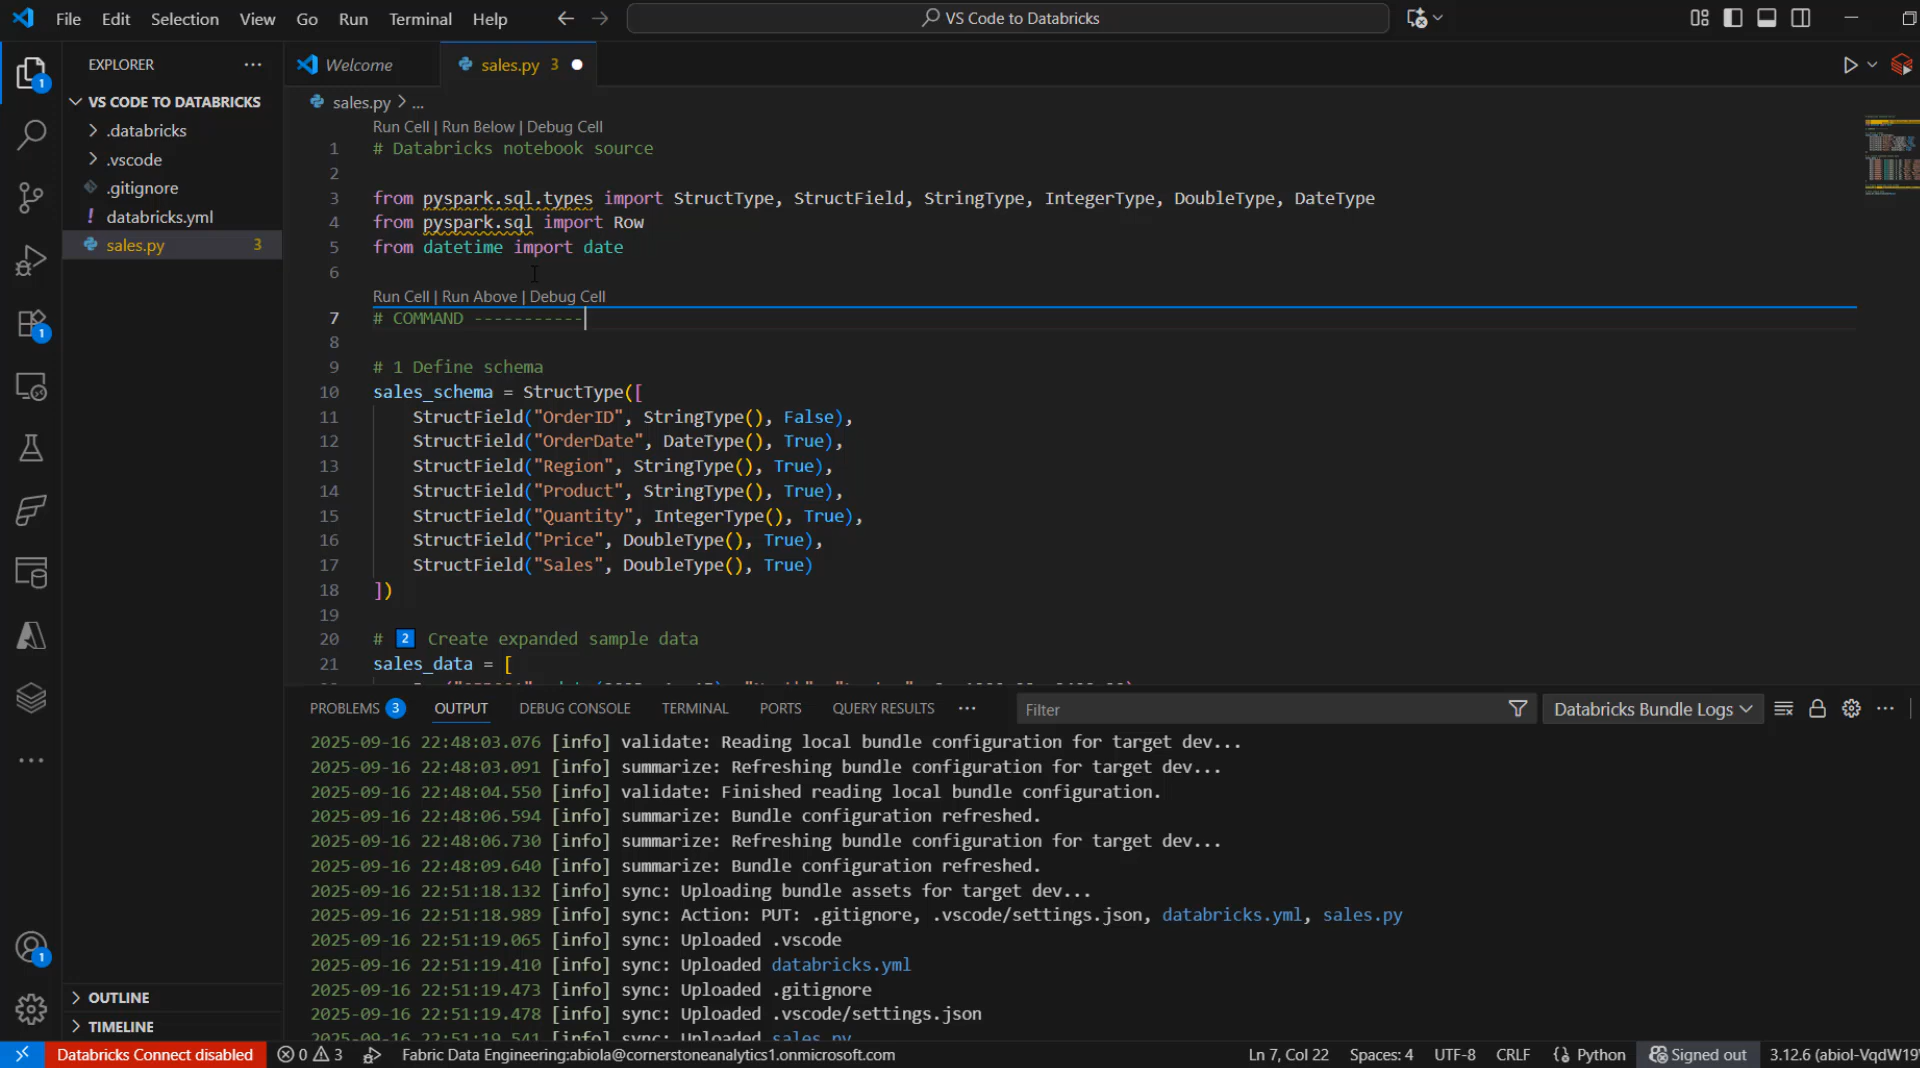 File Edit Selection View Go Run Terminal Help
VS Code to Databricks
EXPLORER
VS CODE TO DATABRICKS
.databricks
.vscode
.gitignore
databricks.yml
sales.py 3
Welcome
sales.py 3
sales.py > ...
Run Cell | Run Below | Debug Cell
1 # Databricks notebook source
2
3 from pyspark.sql.types import StructType, StructField, StringType, IntegerType, DoubleType, DateType
4 from pyspark.sql import Row
5 from datetime import date
6
Run Cell | Run Above | Debug Cell
7 # COMMAND -----------
8
9 # 1 Define schema
10 sales_schema = StructType([
11 StructField("OrderID", StringType(), False),
12 StructField("OrderDate", DateType(), True),
13 StructField("Region", StringType(), True),
14 StructField("Product", StringType(), True),
15 StructField("Quantity", IntegerType(), True),
16 StructField("Price", DoubleType(), True),
17 StructField("Sales", DoubleType(), True)
18 ])
19
20 # 2 Create expanded sample data
21 sales_data = [
PROBLEMS 3 OUTPUT DEBUG CONSOLE TERMINAL PORTS QUERY RESULTS
Filter
Databricks Bundle Logs
2025-09-16 22:48:03.076 [info] validate: Reading local bundle configuration for target dev...
2025-09-16 22:48:03.091 [info] summarize: Refreshing bundle configuration for target dev...
2025-09-16 22:48:04.550 [info] validate: Finished reading local bundle configuration.
2025-09-16 22:48:06.594 [info] summarize: Bundle configuration refreshed.
2025-09-16 22:48:06.730 [info] summarize: Refreshing bundle configuration for target dev...
2025-09-16 22:48:09.640 [info] summarize: Bundle configuration refreshed.
2025-09-16 22:51:18.132 [info] sync: Uploading bundle assets for target dev...
2025-09-16 22:51:18.989 [info] sync: Action: PUT: .gitignore, .vscode/settings.json, databricks.yml, sales.py
2025-09-16 22:51:19.065 [info] sync: Uploaded .vscode
2025-09-16 22:51:19.410 [info] sync: Uploaded databricks.yml
2025-09-16 22:51:19.473 [info] sync: Uploaded .gitignore
2025-09-16 22:51:19.478 [info] sync: Uploaded .vscode/settings.json
2025-09-16 22:51:19.541 [info] sync: Uploaded sales.py
OUTLINE
TIMELINE
Databricks Connect disabled
0 3
Fabric Data Engineering:abiola@cornerstoneanalytics1.onmicrosoft.com
Ln 7, Col 22 Spaces: 4 UTF-8 CRLF Python Signed out 3.12.6 (abiol-VqdW19